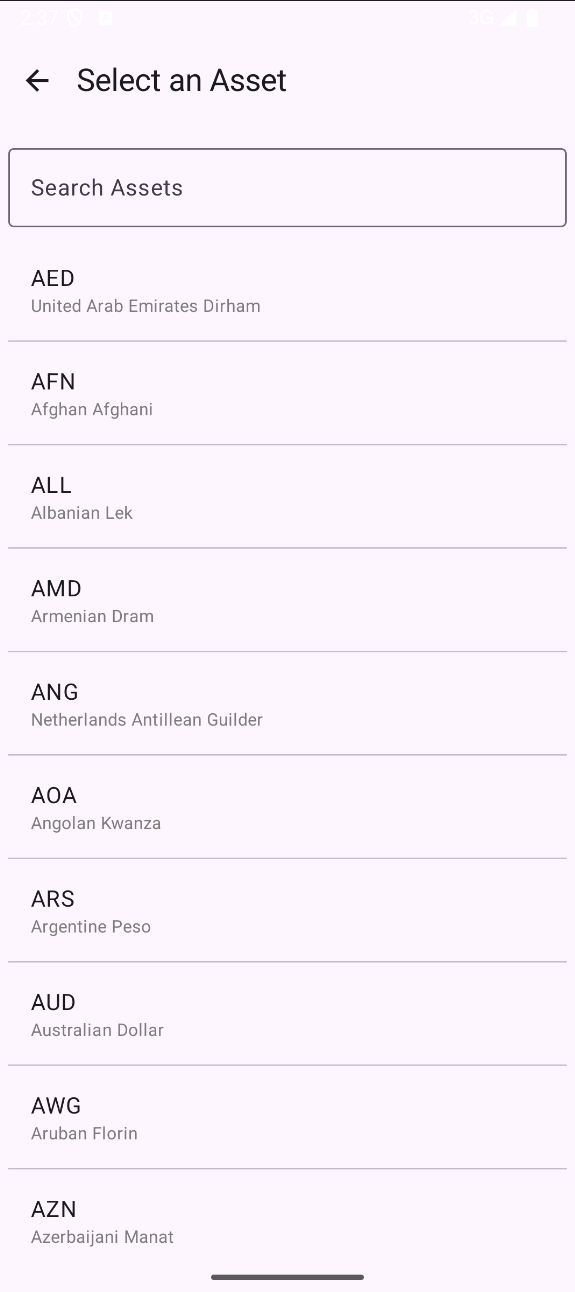 2:37
3G
Select an Asset
Search Assets
AED
United Arab Emirates Dirham
AFN
Afghan Afghani
ALL
Albanian Lek
AMD
Armenian Dram
ANG
Netherlands Antillean Guilder
AOA
Angolan Kwanza
ARS
Argentine Peso
AUD
Australian Dollar
AWG
Aruban Florin
AZN
Azerbaijani Manat